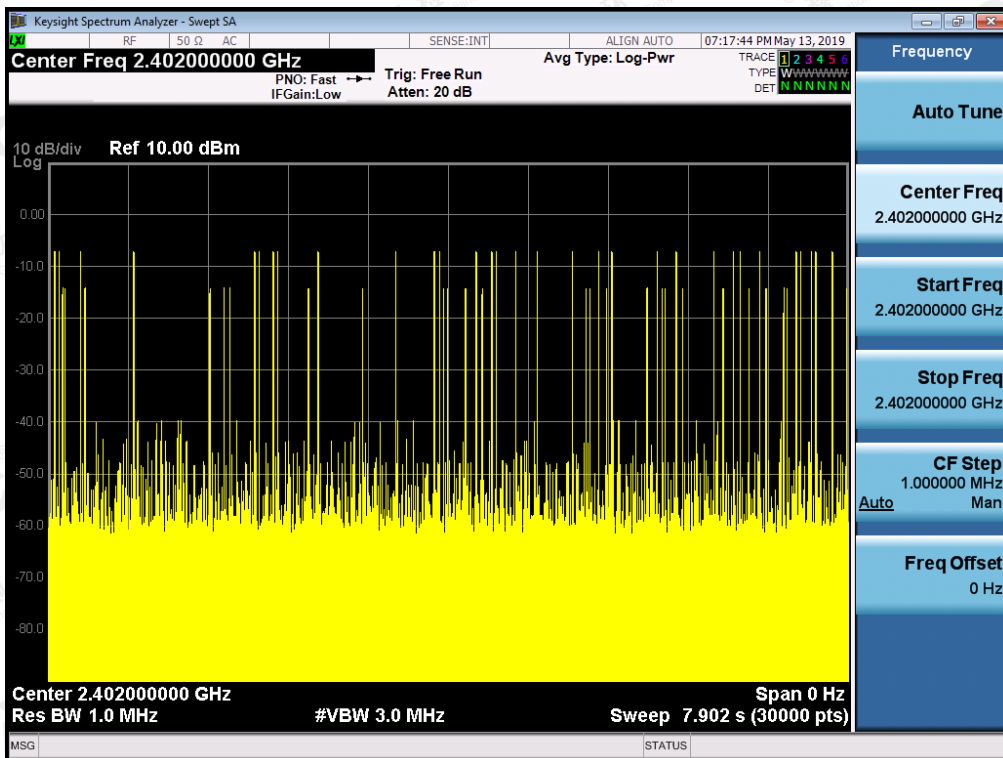 Keysight Spectrum Analyzer - Swept SA
LXI RF 50 Ω AC SENSE:INT ALIGN AUTO 07:17:44 PM May 13, 2019
Center Freq 2.402000000 GHz
PNO: Fast
IFGain:Low
Trig: Free Run
Atten: 20 dB
Avg Type: Log-Pwr
TRACE 1 2 3 4 5 6
TYPE WWWWWW
DET N N N N N N
10 dB/div
Log
Ref 10.00 dBm
0.00
-10.0
-20.0
-30.0
-40.0
-50.0
-60.0
-70.0
-80.0
Center 2.402000000 GHz
Span 0 Hz
Res BW 1.0 MHz
#VBW 3.0 MHz
Sweep 7.902 s (30000 pts)
MSG
STATUS
Frequency
Auto Tune
Center Freq
2.402000000 GHz
Start Freq
2.402000000 GHz
Stop Freq
2.402000000 GHz
CF Step
1.000000 MHz
Auto Man
Freq Offset
0 Hz